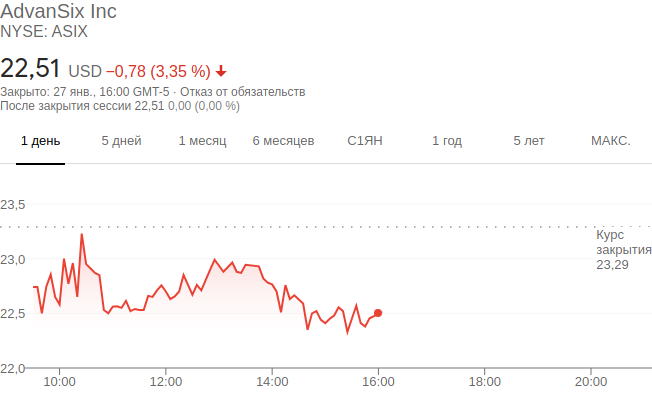 AdvanSix Inc
NYSE: ASIX
22,51 USD −0,78 (3,35 %)
Закрыто: 27 янв., 16:00 GMT-5 · Отказ от обязательств
После закрытия сессии 22,51 0,00 (0,00 %)
1 день 5 дней 1 месяц 6 месяцев С1ЯН 1 год 5 лет МАКС.
23,5
Курс
закрытия
23,29
23,0
22,5
22,0
10:00 12:00 14:00 16:00 18:00 20:00